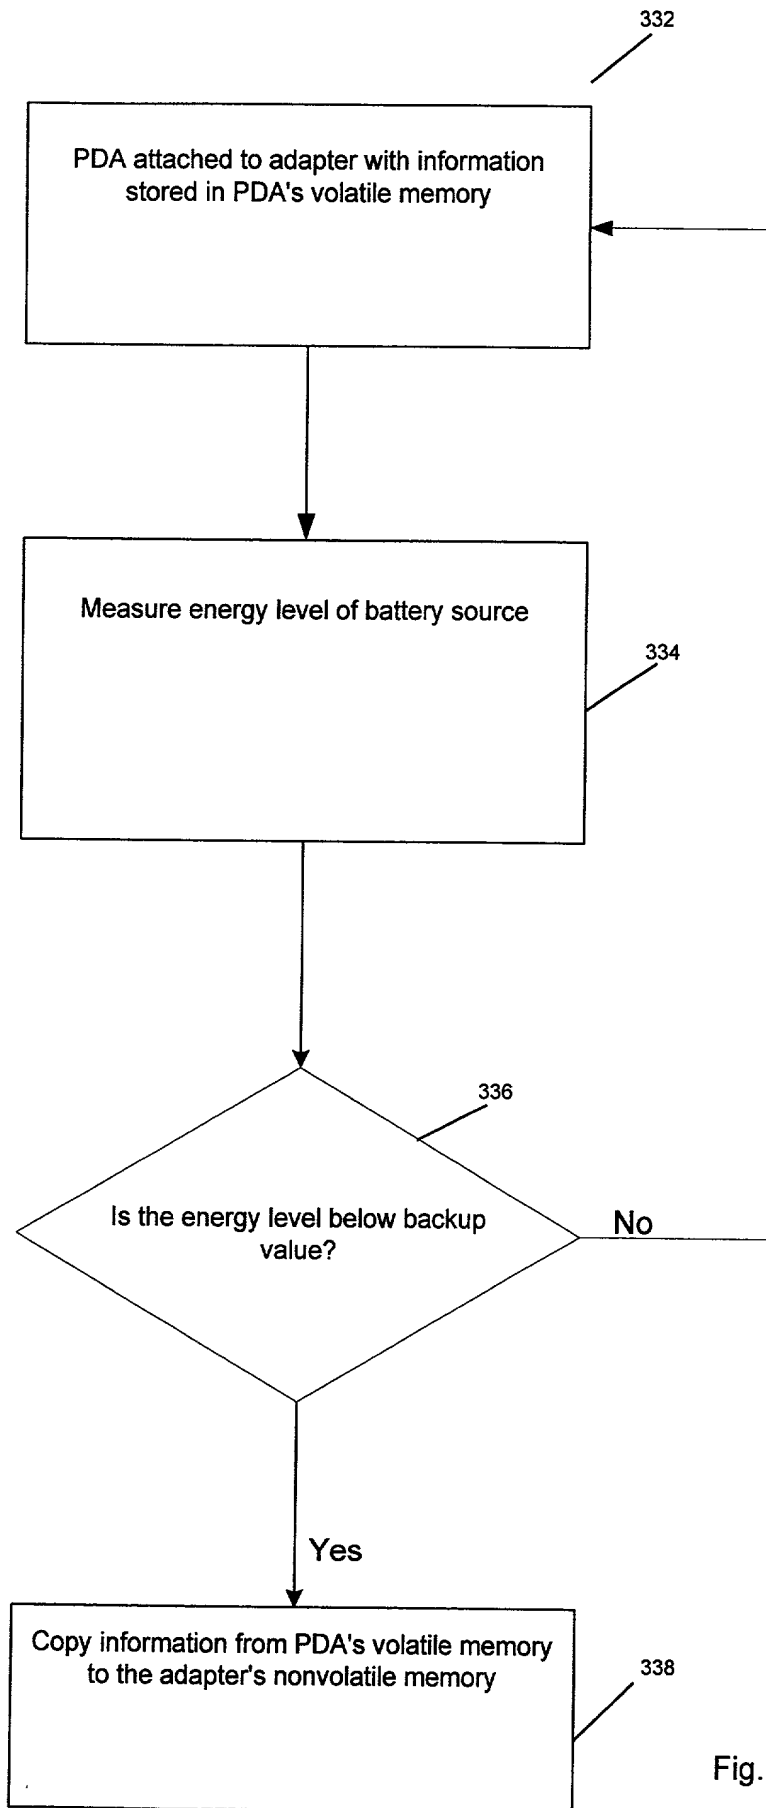 332
PDA attached to adapter with information
stored in PDA's volatile memory
Measure energy level of battery source
334
336
Is the energy level below backup
value?
No
Yes
Copy information from PDA's volatile memory
to the adapter's nonvolatile memory
338
Fig.